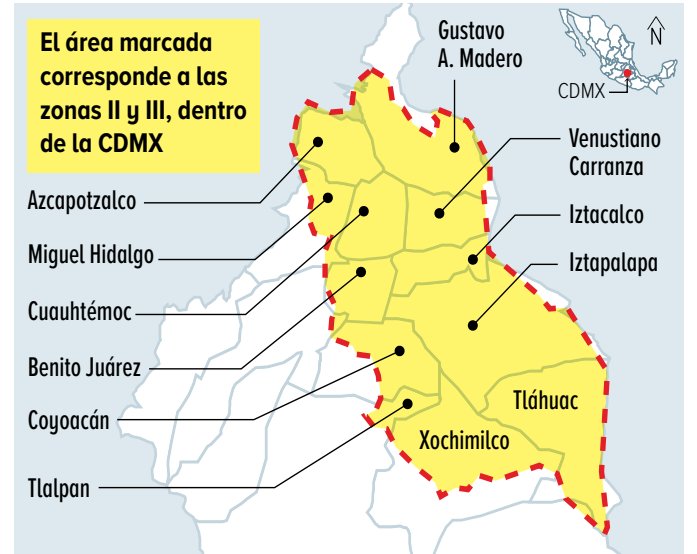 El área marcada
corresponde a las
zonas II y III, dentro
de la CDMX
Gustavo
A. Madero
N
CDMX
Venustiano
Carranza
Azcapotzalco
Iztacalco
Miguel Hidalgo
Iztapalapa
Cuauhtémoc
Benito Juárez
Tláhuac
Coyoacán
Xochimilco
Tlalpan